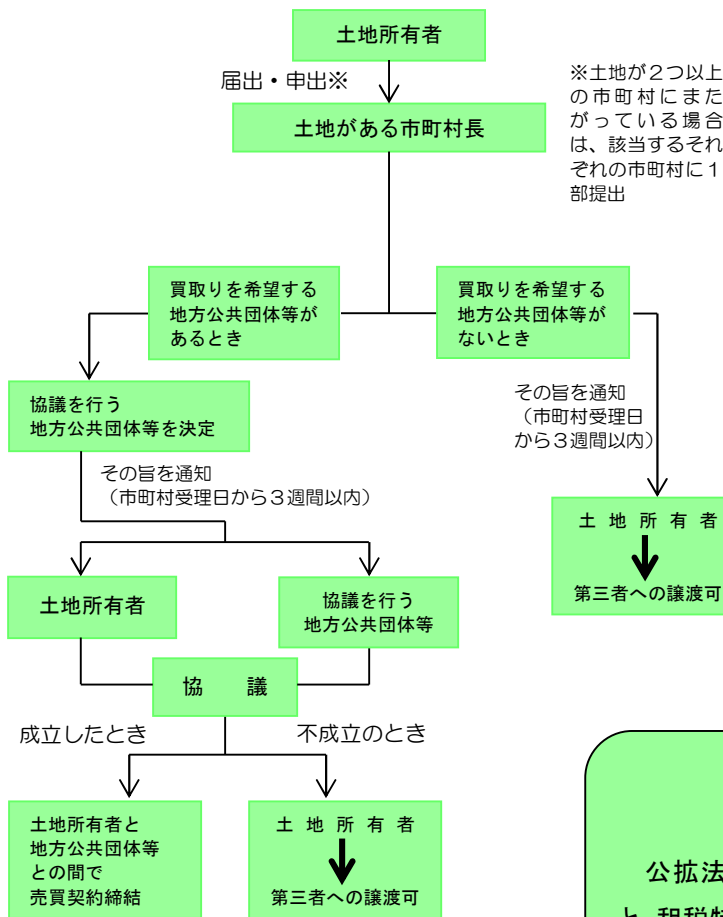 土地所有者
届出・申出※
※土地が２つ以上
の市町村にまた
がっている場合
は、該当するそれ
ぞれの市町村に１
部提出
土地がある市町村長
買取りを希望する
地方公共団体等が
あるとき
買取りを希望する
地方公共団体等が
ないとき
協議を行う
地方公共団体等を決定
その旨を通知
（市町村受理日
から３週間以内）
その旨を通知
（市町村受理日から３週間以内）
土地所有者
第三者への譲渡可
土地所有者
協議を行う
地方公共団体等
協　議
成立したとき
不成立のとき
土地所有者と
地方公共団体等
との間で
売買契約締結
土地所有者
第三者への譲渡可
公拡法
と 租税特